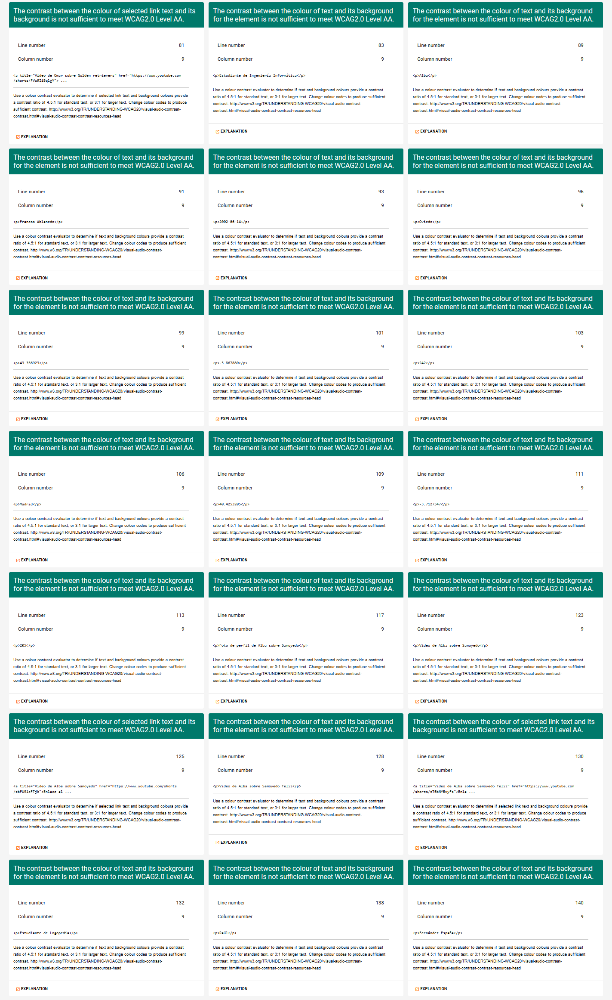 The contrast between the colour of selected link text and its
background is not sufficient to meet WCAG2.0 Level AA.
Line number 81
Column number 9
<a title="Video de Omar sobre Golden retrievers" href="https://www.youtube.com
/shorts/FVz9IiBqlgY"> ...
Use a colour contrast evaluator to determine if selected link text and background colours provide
a contrast ratio of 4.5:1 for standard text, or 3:1 for larger text. Change colour codes to produce
sufficient contrast. http://www.w3.org/TR/UNDERSTANDING-WCAG20/visual-audio-contrast-
contrast.html#visual-audio-contrast-contrast-resources-head
EXPLANATION
The contrast between the colour of text and its background
for the element is not sufficient to meet WCAG2.0 Level AA.
Line number 83
Column number 9
<p>Estudiante de Ingeniería Informática</p>
Use a colour contrast evaluator to determine if text and background colours provide a contrast
ratio of 4.5:1 for standard text, or 3:1 for larger text. Change colour codes to produce sufficient
contrast. http://www.w3.org/TR/UNDERSTANDING-WCAG20/visual-audio-contrast-
contrast.html#visual-audio-contrast-contrast-resources-head
EXPLANATION
The contrast between the colour of text and its background
for the element is not sufficient to meet WCAG2.0 Level AA.
Line number 89
Column number 9
<p>Alba</p>
Use a colour contrast evaluator to determine if text and background colours provide a contrast
ratio of 4.5:1 for standard text, or 3:1 for larger text. Change colour codes to produce sufficient
contrast. http://www.w3.org/TR/UNDERSTANDING-WCAG20/visual-audio-contrast-
contrast.html#visual-audio-contrast-contrast-resources-head
EXPLANATION
The contrast between the colour of text and its background
for the element is not sufficient to meet WCAG2.0 Level AA.
Line number 91
Column number 9
<p>Francos Ablanedo</p>
Use a colour contrast evaluator to determine if text and background colours provide a contrast
ratio of 4.5:1 for standard text, or 3:1 for larger text. Change colour codes to produce sufficient
contrast. http://www.w3.org/TR/UNDERSTANDING-WCAG20/visual-audio-contrast-
contrast.html#visual-audio-contrast-contrast-resources-head
EXPLANATION
The contrast between the colour of text and its background
for the element is not sufficient to meet WCAG2.0 Level AA.
Line number 93
Column number 9
<p>2002-06-14</p>
Use a colour contrast evaluator to determine if text and background colours provide a contrast
ratio of 4.5:1 for standard text, or 3:1 for larger text. Change colour codes to produce sufficient
contrast. http://www.w3.org/TR/UNDERSTANDING-WCAG20/visual-audio-contrast-
contrast.html#visual-audio-contrast-contrast-resources-head
EXPLANATION
The contrast between the colour of text and its background
for the element is not sufficient to meet WCAG2.0 Level AA.
Line number 96
Column number 9
<p>Oviedo</p>
Use a colour contrast evaluator to determine if text and background colours provide a contrast
ratio of 4.5:1 for standard text, or 3:1 for larger text. Change colour codes to produce sufficient
contrast. http://www.w3.org/TR/UNDERSTANDING-WCAG20/visual-audio-contrast-
contrast.html#visual-audio-contrast-contrast-resources-head
EXPLANATION
The contrast between the colour of text and its background
for the element is not sufficient to meet WCAG2.0 Level AA.
Line number 99
Column number 9
<p>43.356923</p>
Use a colour contrast evaluator to determine if text and background colours provide a contrast
ratio of 4.5:1 for standard text, or 3:1 for larger text. Change colour codes to produce sufficient
contrast. http://www.w3.org/TR/UNDERSTANDING-WCAG20/visual-audio-contrast-
contrast.html#visual-audio-contrast-contrast-resources-head
EXPLANATION
The contrast between the colour of text and its background
for the element is not sufficient to meet WCAG2.0 Level AA.
Line number 101
Column number 9
<p>-5.867880</p>
Use a colour contrast evaluator to determine if text and background colours provide a contrast
ratio of 4.5:1 for standard text, or 3:1 for larger text. Change colour codes to produce sufficient
contrast. http://www.w3.org/TR/UNDERSTANDING-WCAG20/visual-audio-contrast-
contrast.html#visual-audio-contrast-contrast-resources-head
EXPLANATION
The contrast between the colour of text and its background
for the element is not sufficient to meet WCAG2.0 Level AA.
Line number 103
Column number 9
<p>242</p>
Use a colour contrast evaluator to determine if text and background colours provide a contrast
ratio of 4.5:1 for standard text, or 3:1 for larger text. Change colour codes to produce sufficient
contrast. http://www.w3.org/TR/UNDERSTANDING-WCAG20/visual-audio-contrast-
contrast.html#visual-audio-contrast-contrast-resources-head
EXPLANATION
The contrast between the colour of text and its background
for the element is not sufficient to meet WCAG2.0 Level AA.
Line number 106
Column number 9
<p>Madrid</p>
Use a colour contrast evaluator to determine if text and background colours provide a contrast
ratio of 4.5:1 for standard text, or 3:1 for larger text. Change colour codes to produce sufficient
contrast. http://www.w3.org/TR/UNDERSTANDING-WCAG20/visual-audio-contrast-
contrast.html#visual-audio-contrast-contrast-resources-head
EXPLANATION
The contrast between the colour of text and its background
for the element is not sufficient to meet WCAG2.0 Level AA.
Line number 109
Column number 9
<p>40.4253205</p>
Use a colour contrast evaluator to determine if text and background colours provide a contrast
ratio of 4.5:1 for standard text, or 3:1 for larger text. Change colour codes to produce sufficient
contrast. http://www.w3.org/TR/UNDERSTANDING-WCAG20/visual-audio-contrast-
contrast.html#visual-audio-contrast-contrast-resources-head
EXPLANATION
The contrast between the colour of text and its background
for the element is not sufficient to meet WCAG2.0 Level AA.
Line number 111
Column number 9
<p>-3.7127347</p>
Use a colour contrast evaluator to determine if text and background colours provide a contrast
ratio of 4.5:1 for standard text, or 3:1 for larger text. Change colour codes to produce sufficient
contrast. http://www.w3.org/TR/UNDERSTANDING-WCAG20/visual-audio-contrast-
contrast.html#visual-audio-contrast-contrast-resources-head
EXPLANATION
The contrast between the colour of text and its background
for the element is not sufficient to meet WCAG2.0 Level AA.
Line number 113
Column number 9
<p>205</p>
Use a colour contrast evaluator to determine if text and background colours provide a contrast
ratio of 4.5:1 for standard text, or 3:1 for larger text. Change colour codes to produce sufficient
contrast. http://www.w3.org/TR/UNDERSTANDING-WCAG20/visual-audio-contrast-
contrast.html#visual-audio-contrast-contrast-resources-head
EXPLANATION
The contrast between the colour of text and its background
for the element is not sufficient to meet WCAG2.0 Level AA.
Line number 117
Column number 9
<p>Foto de perfil de Alba sobre Samoyedo</p>
Use a colour contrast evaluator to determine if text and background colours provide a contrast
ratio of 4.5:1 for standard text, or 3:1 for larger text. Change colour codes to produce sufficient
contrast. http://www.w3.org/TR/UNDERSTANDING-WCAG20/visual-audio-contrast-
contrast.html#visual-audio-contrast-contrast-resources-head
EXPLANATION
The contrast between the colour of text and its background
for the element is not sufficient to meet WCAG2.0 Level AA.
Line number 123
Column number 9
<p>Video de Alba sobre Samoyedo</p>
Use a colour contrast evaluator to determine if text and background colours provide a contrast
ratio of 4.5:1 for standard text, or 3:1 for larger text. Change colour codes to produce sufficient
contrast. http://www.w3.org/TR/UNDERSTANDING-WCAG20/visual-audio-contrast-
contrast.html#visual-audio-contrast-contrast-resources-head
EXPLANATION
The contrast between the colour of selected link text and its
background is not sufficient to meet WCAG2.0 Level AA.
Line number 125
Column number 9
<a title="Video de Alba sobre Samoyedo" href="https://www.youtube.com/shorts
/zbFU91cFTjk">Enlace al ...
Use a colour contrast evaluator to determine if selected link text and background colours provide
a contrast ratio of 4.5:1 for standard text, or 3:1 for larger text. Change colour codes to produce
sufficient contrast. http://www.w3.org/TR/UNDERSTANDING-WCAG20/visual-audio-contrast-
contrast.html#visual-audio-contrast-contrast-resources-head
EXPLANATION
The contrast between the colour of text and its background
for the element is not sufficient to meet WCAG2.0 Level AA.
Line number 128
Column number 9
<p>Video de Alba sobre Samoyedo feliz</p>
Use a colour contrast evaluator to determine if text and background colours provide a contrast
ratio of 4.5:1 for standard text, or 3:1 for larger text. Change colour codes to produce sufficient
contrast. http://www.w3.org/TR/UNDERSTANDING-WCAG20/visual-audio-contrast-
contrast.html#visual-audio-contrast-contrast-resources-head
EXPLANATION
The contrast between the colour of selected link text and its
background is not sufficient to meet WCAG2.0 Level AA.
Line number 130
Column number 9
<a title="Video de Alba sobre Samoyedo feliz" href="https://www.youtube.com
/shorts/zT6bNYBxyFs">Enla ...
Use a colour contrast evaluator to determine if selected link text and background colours provide
a contrast ratio of 4.5:1 for standard text, or 3:1 for larger text. Change colour codes to produce
sufficient contrast. http://www.w3.org/TR/UNDERSTANDING-WCAG20/visual-audio-contrast-
contrast.html#visual-audio-contrast-contrast-resources-head
EXPLANATION
The contrast between the colour of text and its background
for the element is not sufficient to meet WCAG2.0 Level AA.
Line number 132
Column number 9
<p>Estudiante de Logopedia</p>
Use a colour contrast evaluator to determine if text and background colours provide a contrast
ratio of 4.5:1 for standard text, or 3:1 for larger text. Change colour codes to produce sufficient
contrast. http://www.w3.org/TR/UNDERSTANDING-WCAG20/visual-audio-contrast-
contrast.html#visual-audio-contrast-contrast-resources-head
EXPLANATION
The contrast between the colour of text and its background
for the element is not sufficient to meet WCAG2.0 Level AA.
Line number 138
Column number 9
<p>Raúl</p>
Use a colour contrast evaluator to determine if text and background colours provide a contrast
ratio of 4.5:1 for standard text, or 3:1 for larger text. Change colour codes to produce sufficient
contrast. http://www.w3.org/TR/UNDERSTANDING-WCAG20/visual-audio-contrast-
contrast.html#visual-audio-contrast-contrast-resources-head
EXPLANATION
The contrast between the colour of text and its background
for the element is not sufficient to meet WCAG2.0 Level AA.
Line number 140
Column number 9
<p>Fernández España</p>
Use a colour contrast evaluator to determine if text and background colours provide a contrast
ratio of 4.5:1 for standard text, or 3:1 for larger text. Change colour codes to produce sufficient
contrast. http://www.w3.org/TR/UNDERSTANDING-WCAG20/visual-audio-contrast-
contrast.html#visual-audio-contrast-contrast-resources-head
EXPLANATION